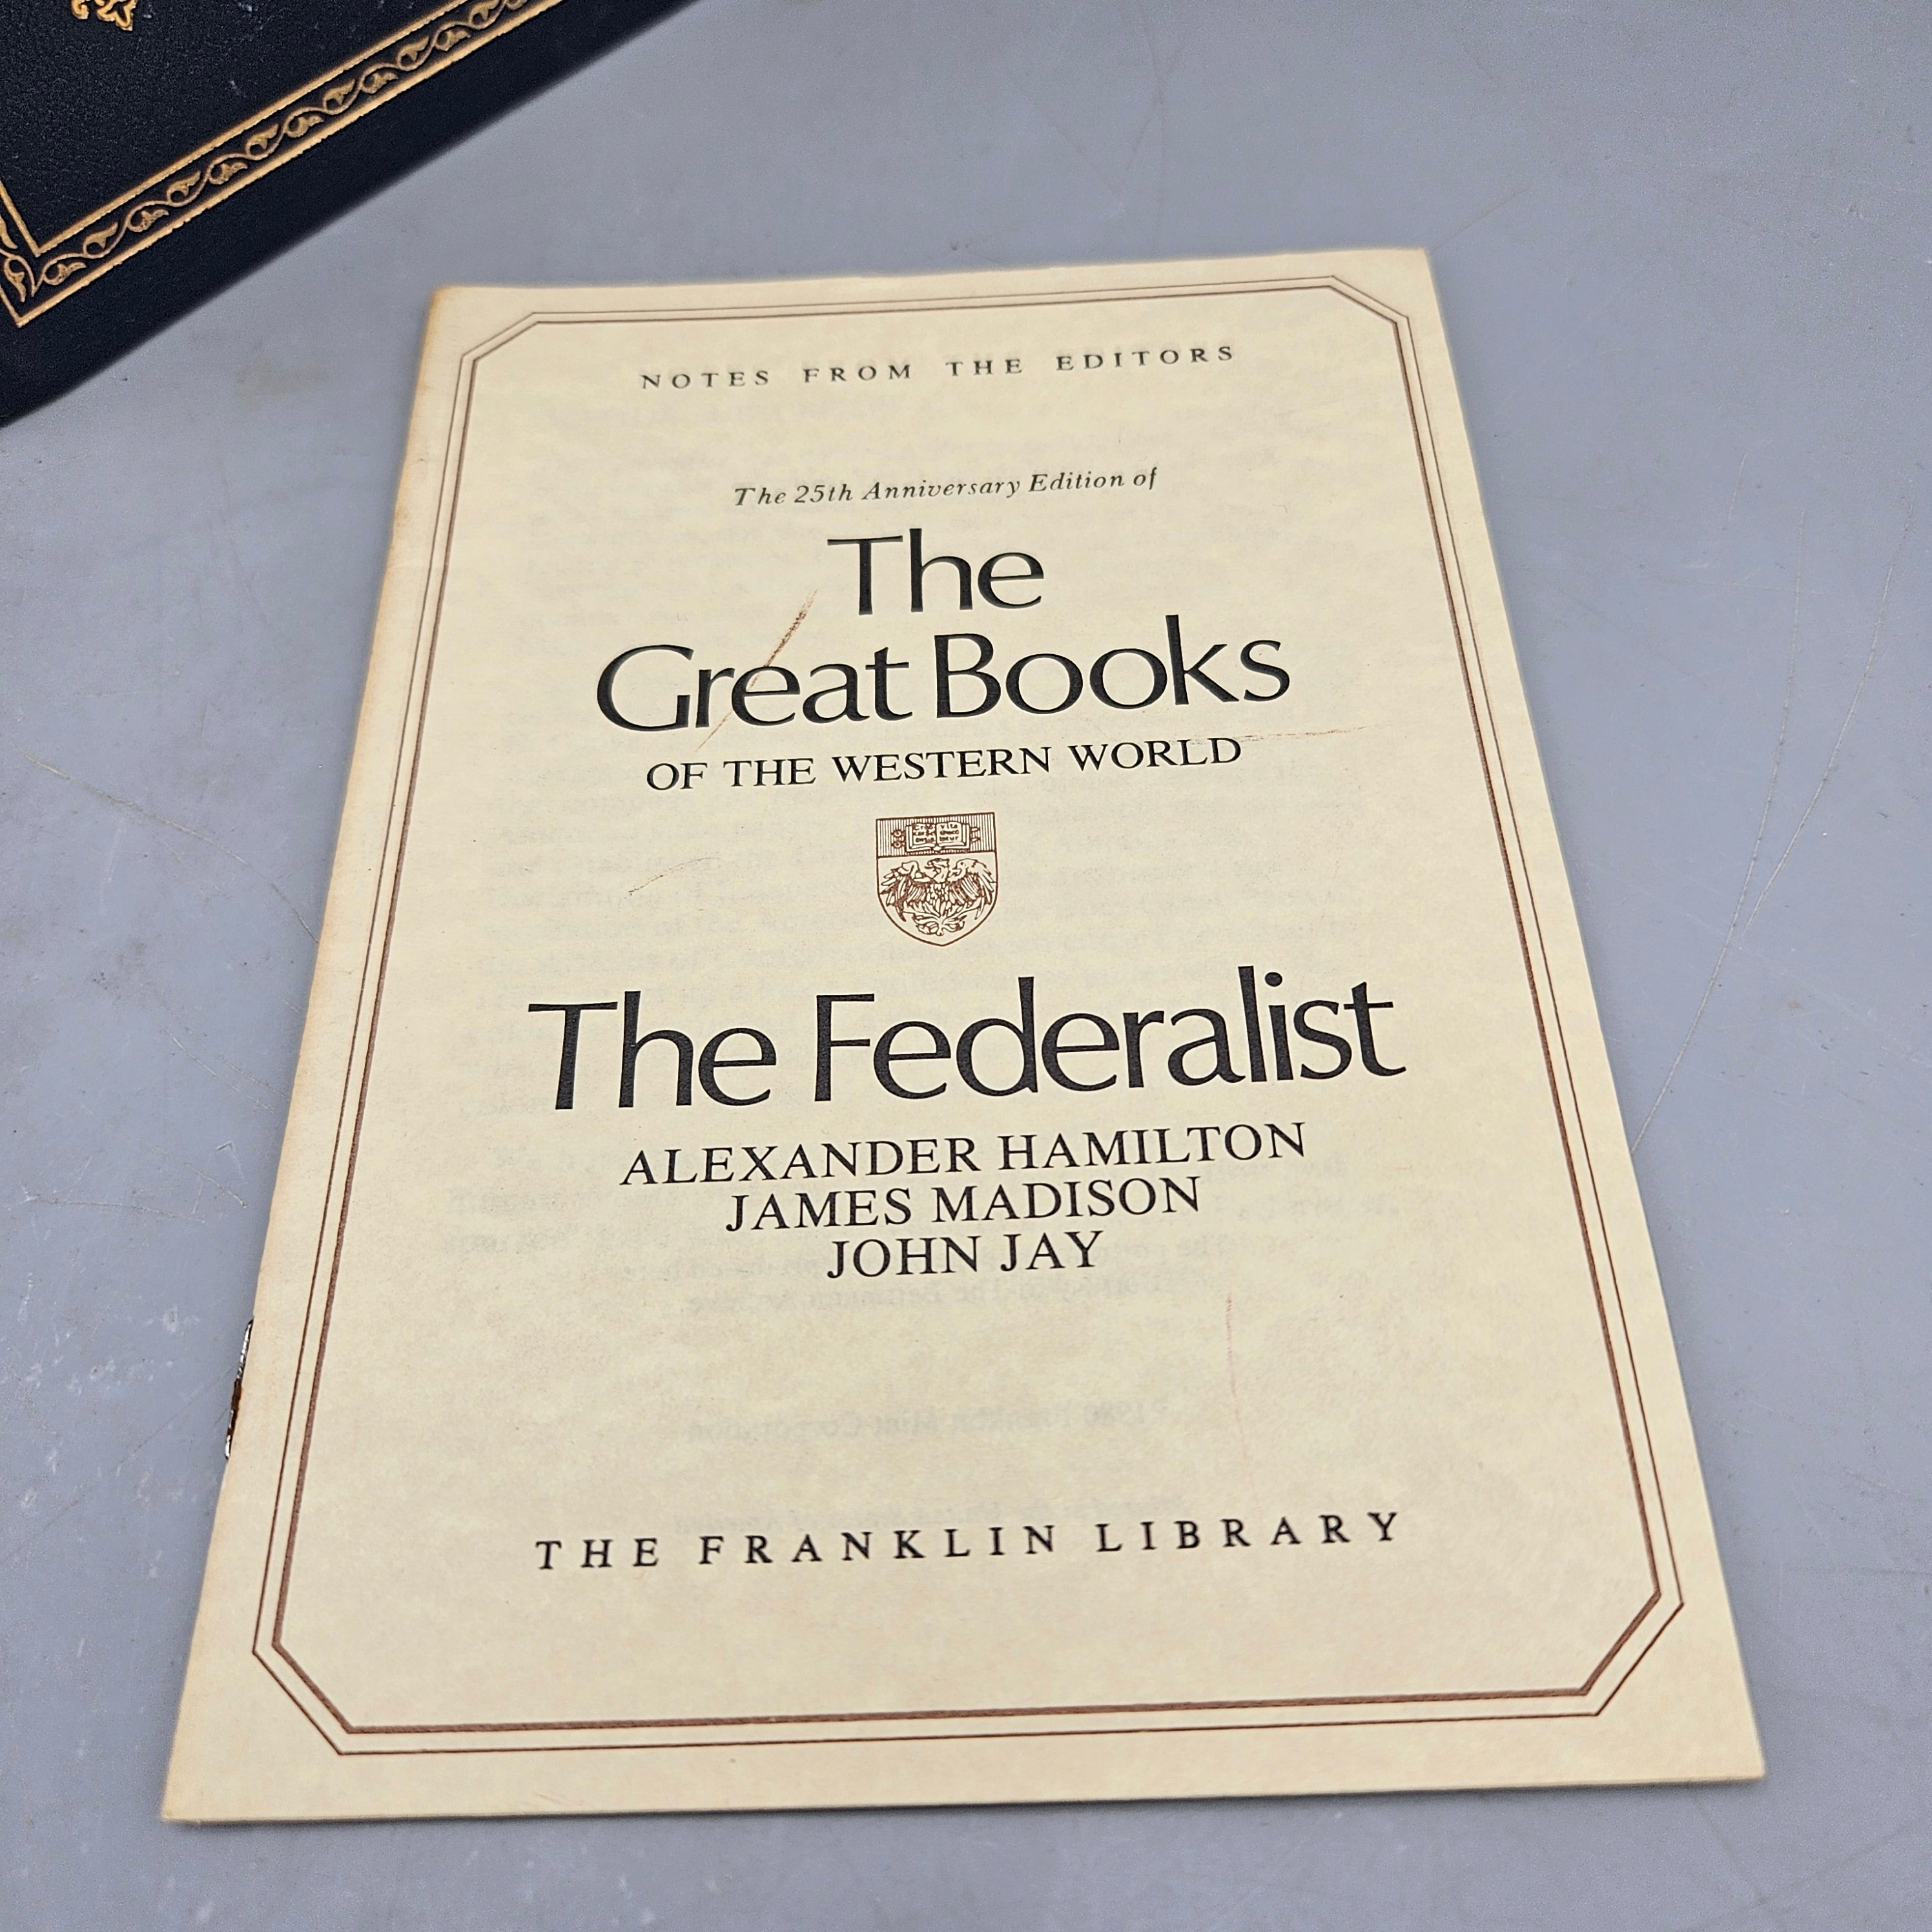 NOTES FROM THE EDITORS
The 25th Anniversary Edition of
The
Great Books
OF THE WESTERN WORLD
The Federalist
ALEXANDER HAMILTON
JAMES MADISON
JOHN JAY
THE FRANKLIN LIBRARY